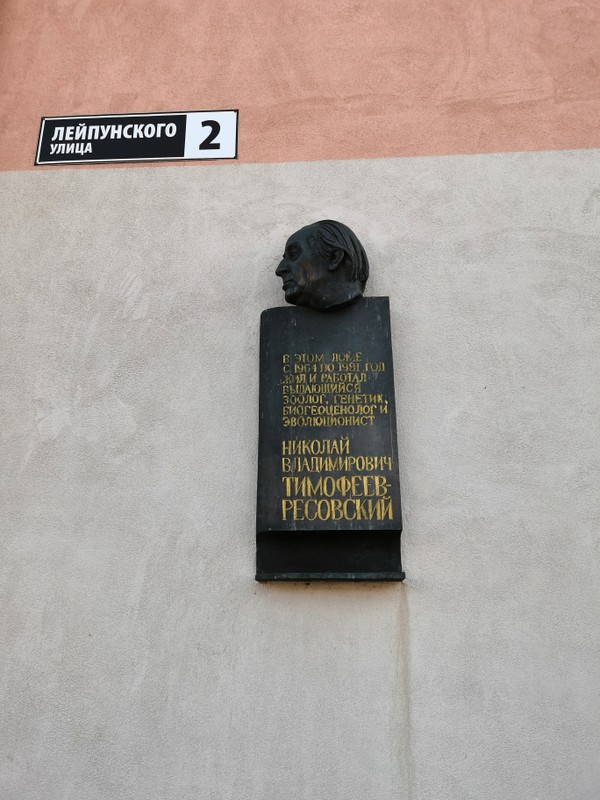 ЛЕЙПУНСКОГО
УЛИЦА
2
В ЭТОМ ДОМЕ
С 1964 ПО 1981 ГОД
ЖИЛ И РАБОТАЛ
ВЫДАЮЩИЙСЯ
ЗООЛОГ, ГЕНЕТИК,
БИОГЕОЦЕНОЛОГ И
ЭВОЛЮЦИОНИСТ
НИКОЛАЙ
ВЛАДИМИРОВИЧ
ТИМОФЕЕВ-
РЕСОВСКИЙ